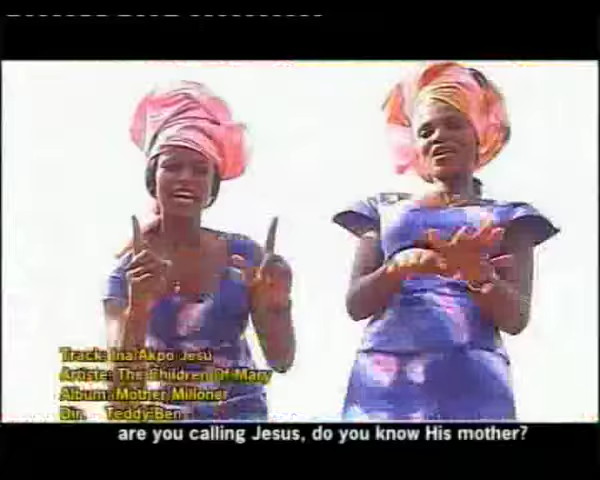 Track: Ina Akpo Jesu
Artiste: The Children Of Mary
Album: Mother Millioner
Dir: Teddy Ben
are you calling Jesus, do you know His mother?